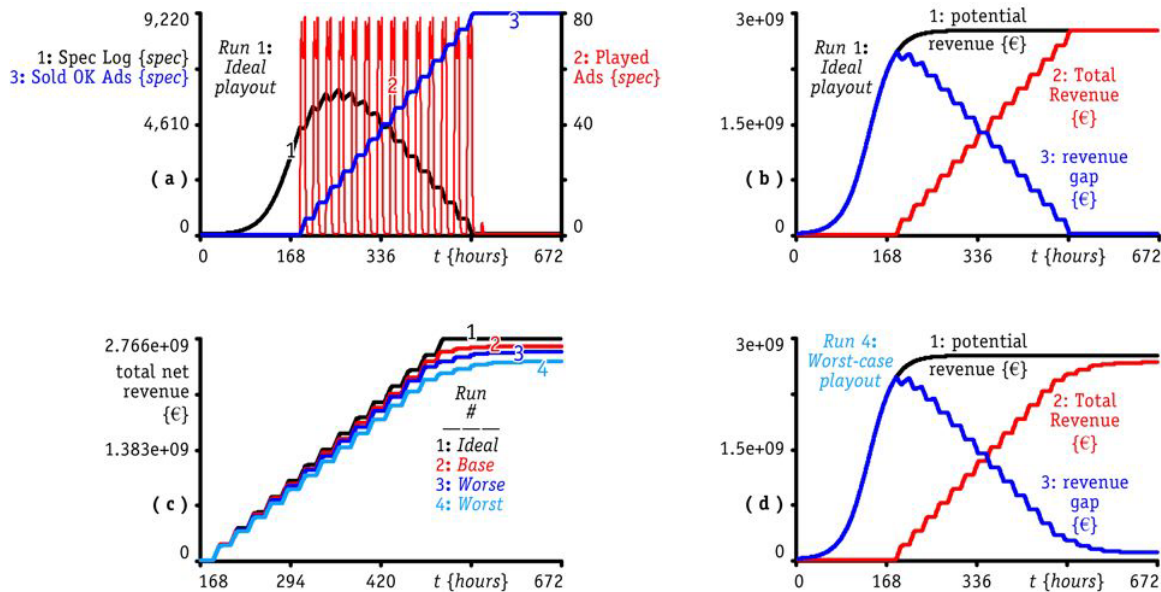 9,220
1: Spec Log {spec}
3: Sold OK Ads {spec}
4,610
( a )
0
Run 1:
Ideal
playout
1
2
3
80
2: Played
Ads {spec}
40
0
0 168 336 t {hours} 672
3e+09
Run 1:
Ideal
playout
1: potential
revenue {€}
1.5e+09
2: Total
Revenue
{€}
3: revenue
gap
{€}
( b )
0
0 168 336 t {hours} 672
2.766e+09
total net
revenue
{€}
1.383e+09
( c )
0
1
2
3
4
Run
#
1: Ideal
2: Base
3: Worse
4: Worst
168 294 420 t {hours} 672
3e+09
Run 4:
Worst-case
playout
1: potential
revenue {€}
1.5e+09
2: Total
Revenue
{€}
3: revenue
gap
{€}
( d )
0
0 168 336 t {hours} 672